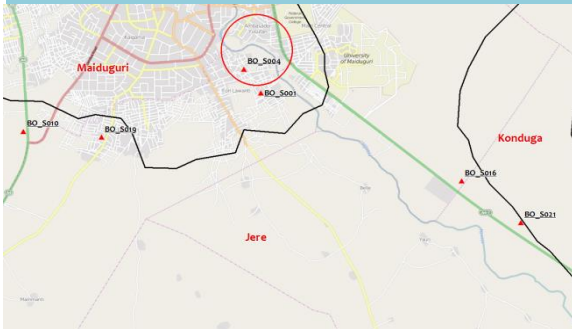 Maiduguri
BO_S004
BO_S001
University
of Maiduguri
BO_S010
BO_S019
Konduga
BO_S016
BO_S021
Jere